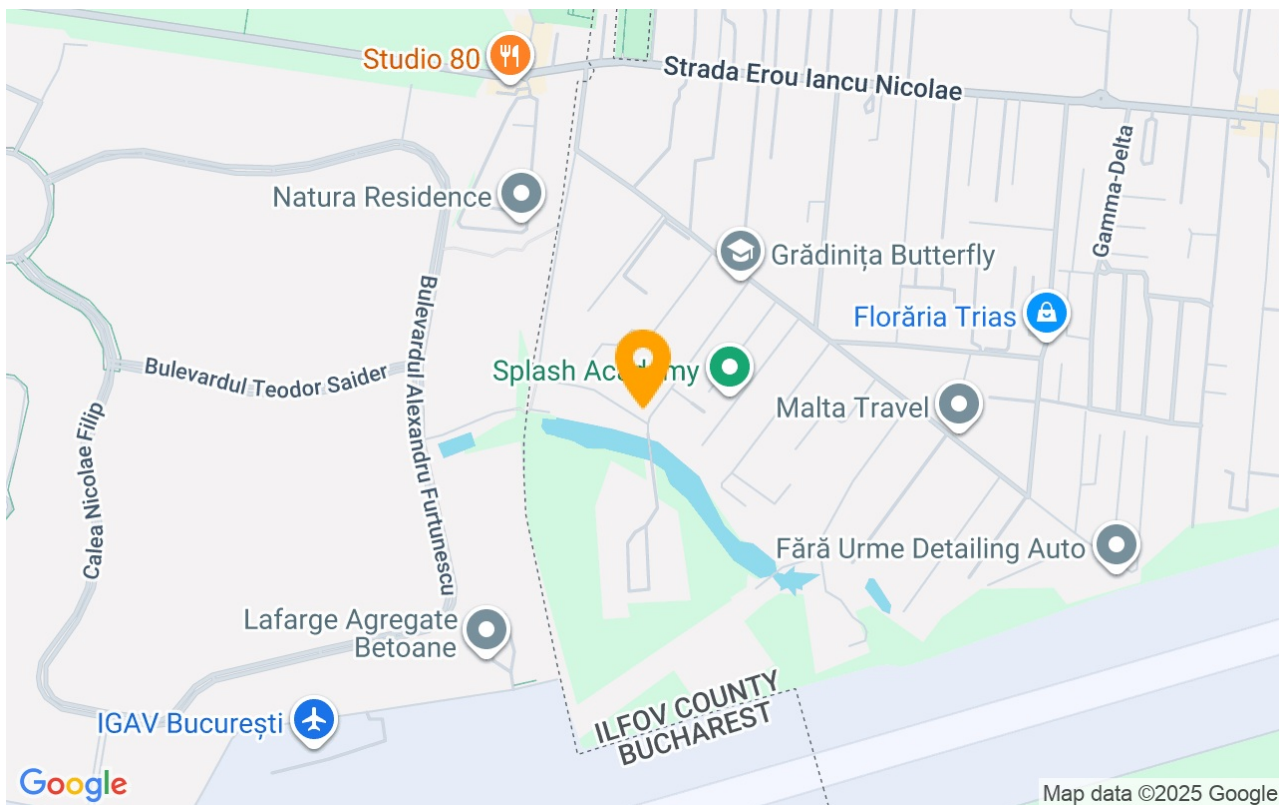 Studio 80
Strada Erou Iancu Nicolae
Gamma-Delta
Natura Residence
Grădinița Butterfly
Florăria Trias
Bulevardul Alexandru Furtunescu
Bulevardul Teodor Saider
Splash Academy
Malta Travel
Calea Nicolae Filip
Fără Urme Detailing Auto
Lafarge Agregate
Betoane
ILFOV COUNTY
BUCHAREST
IGAV București
Google
Map data ©2025 Google